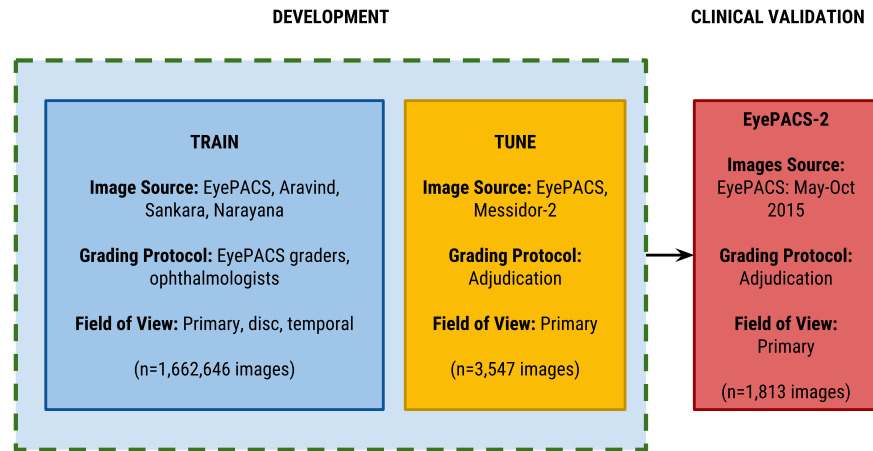 DEVELOPMENT
CLINICAL VALIDATION
TRAIN
Image Source: EyePACS, Aravind,
Sankara, Narayana
Grading Protocol: EyePACS graders,
ophthalmologists
Field of View: Primary, disc, temporal
(n=1,662,646 images)
TUNE
Image Source: EyePACS,
Messidor-2
Grading Protocol:
Adjudication
Field of View: Primary
(n=3,547 images)
EyePACS-2
Images Source:
EyePACS: May-Oct
2015
Grading Protocol:
Adjudication
Field of View:
Primary
(n=1,813 images)